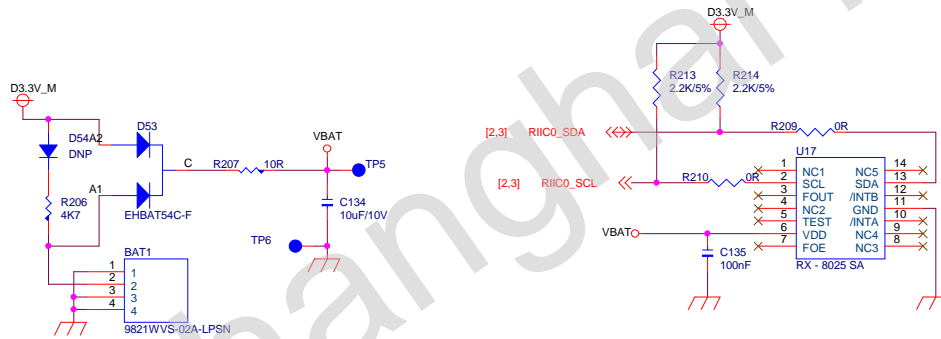 D3.3V_M
D54
A2
DNP
D53
A1
R206
4K7
EHBAT54C-F
C
R207
10R
VBAT
TP5
C134
10uF/10V
TP6
BAT1
1 1
2 2
3 3
4 4
9821WVS-02A-LPSN
D3.3V_M
R213
2.2K/5%
R214
2.2K/5%
[2,3] RIIC0_SDA
[2,3] RIIC0_SCL
R209 0R
R210 0R
U17
1 NC1 NC5 14
2 SCL SDA 13
3 FOUT /INTB 12
4 NC2 GND 11
5 TEST /INTA 10
6 VDD NC4 9
7 FOE NC3 8
RX - 8025 SA
VBAT
C135
100nF